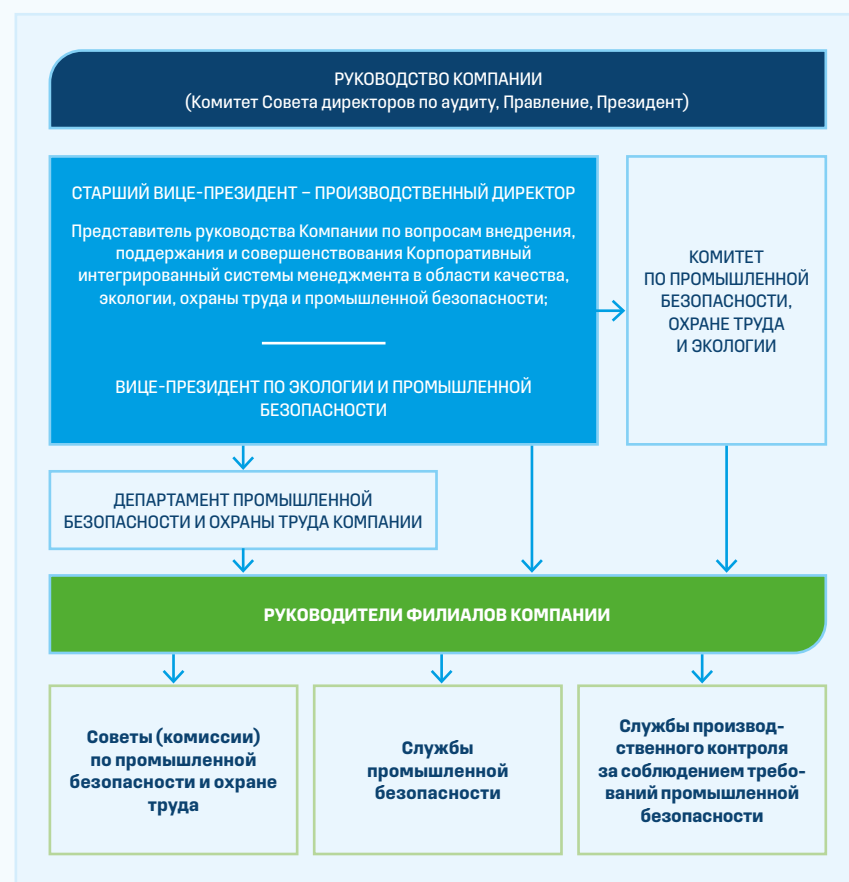 РУКОВОДСТВО КОМПАНИИ
(Комитет Совета директоров по аудиту, Правление, Президент)
СТАРШИЙ ВИЦЕ-ПРЕЗИДЕНТ – ПРОИЗВОДСТВЕННЫЙ ДИРЕКТОР
Представитель руководства Компании по вопросам внедрения,
поддержания и совершенствования Корпоративный
интегрированный системы менеджмента в области качества,
экологии, охраны труда и промышленной безопасности;
ВИЦЕ-ПРЕЗИДЕНТ ПО ЭКОЛОГИИ И ПРОМЫШЛЕННОЙ
БЕЗОПАСНОСТИ
КОМИТЕТ
ПО ПРОМЫШЛЕННОЙ
БЕЗОПАСНОСТИ,
ОХРАНЕ ТРУДА
И ЭКОЛОГИИ
ДЕПАРТАМЕНТ ПРОМЫШЛЕННОЙ
БЕЗОПАСНОСТИ И ОХРАНЫ ТРУДА КОМПАНИИ
РУКОВОДИТЕЛИ ФИЛИАЛОВ КОМПАНИИ
Советы (комиссии)
по промышленной
безопасности и охране
труда
Службы
промышленной
безопасности
Службы производ-
ственного контроля
за соблюдением требо-
ваний промышленной
безопасности